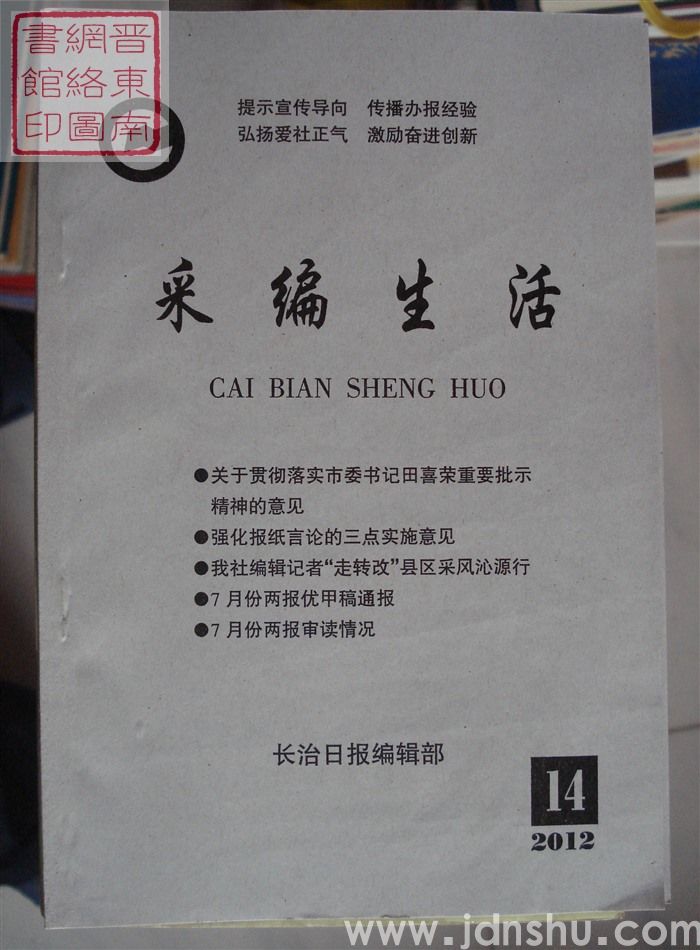 晋东南
網絡圖
書館印
提示宣传导向 传播办报经验
弘扬爱社正气 激励奋进创新
采编生活
CAI BIAN SHENG HUO
●关于贯彻落实市委书记田喜荣重要批示
精神的意见
●强化报纸言论的三点实施意见
●我社编辑记者“走转改”县区采风沁源行
●7月份两报优甲稿通报
●7月份两报审读情况
长治日报编辑部
14
2012
www.jdnshu.com